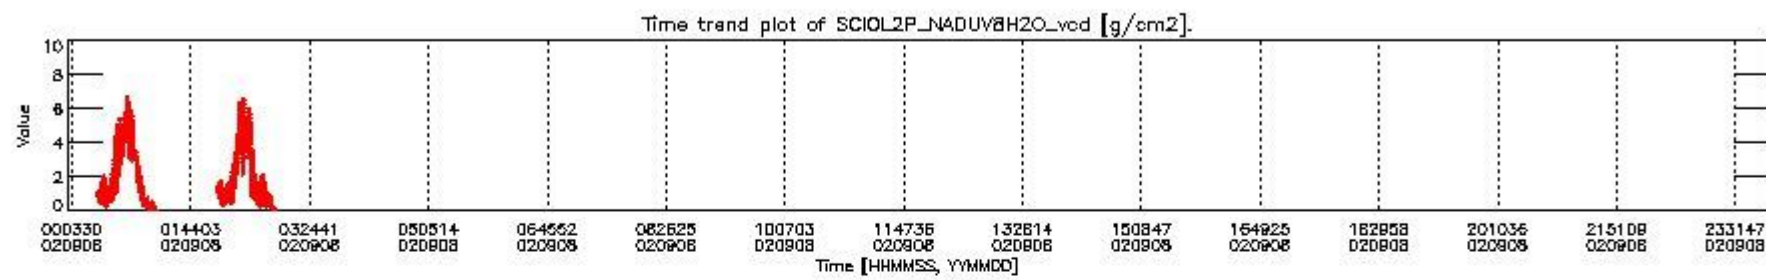 Time trend plot of SCIOL2P_NADUV6H2O_vcd [g/cm2].
10
8
6
4
2
0
Value
000330 014403 032441 050514 064552 082625 100703 114736 132814 150847 164925 182958 201036 215109 233147
020906 020906 020906 020906 020906 020906 020906 020906 020906 020906 020906 020906 020906 020906 020906
Time [HHMMSS, YYMMDD]